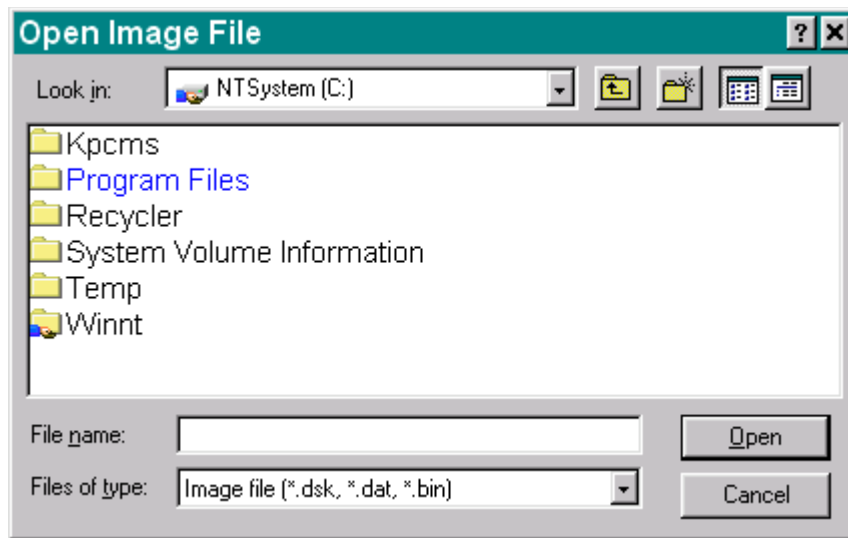 Open Image File
Look in: NTSystem (C:)
Kpcms
Program Files
Recycler
System Volume Information
Temp
Winnt
File name: Open
Files of type: Image file (*.dsk, *.dat, *.bin) Cancel